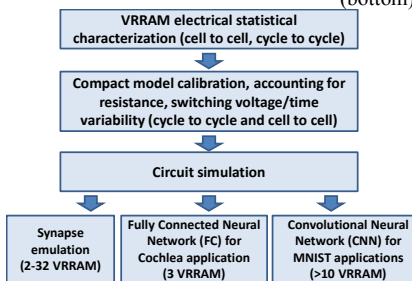 (bottom)
VRRAM electrical statistical
characterization (cell to cell, cycle to cycle)
Compact model calibration, accounting for
resistance, switching voltage/time
variability (cycle to cycle and cell to cell)
Circuit simulation
Synapse
emulation
(2-32 VRRAM)
Fully Connected Neural
Network (FC) for
Cochlea application
(3 VRRAM)
Convolutional Neural
Network (CNN) for
MNIST applications
(>10 VRRAM)